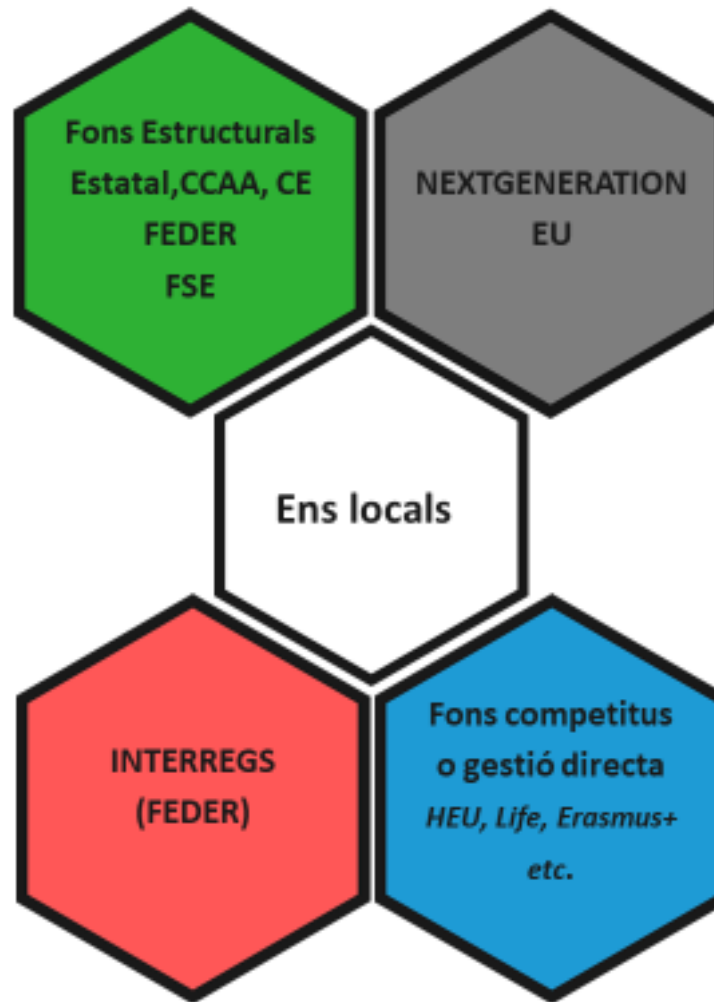 Fons Estructurals
Estatal,CCAA, CE
FEDER
FSE
NEXTGENERATION
EU
Ens locals
INTERREGS
(FEDER)
Fons competitus
o gestió directa
HEU, Life, Erasmus+
etc.